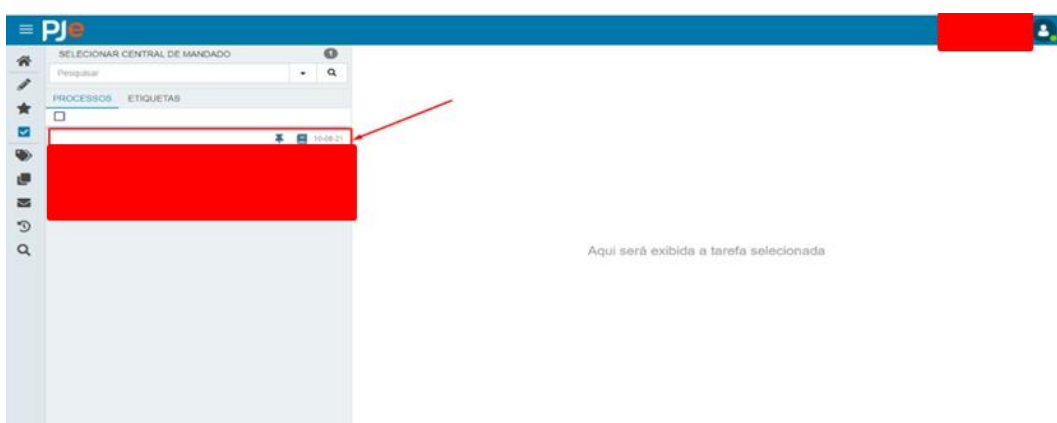 PJe
SELECIONAR CENTRAL DE MANDADO 1
Pesquisar
PROCESSOS ETIQUETAS
10-08-21
Aqui será exibida a tarefa selecionada